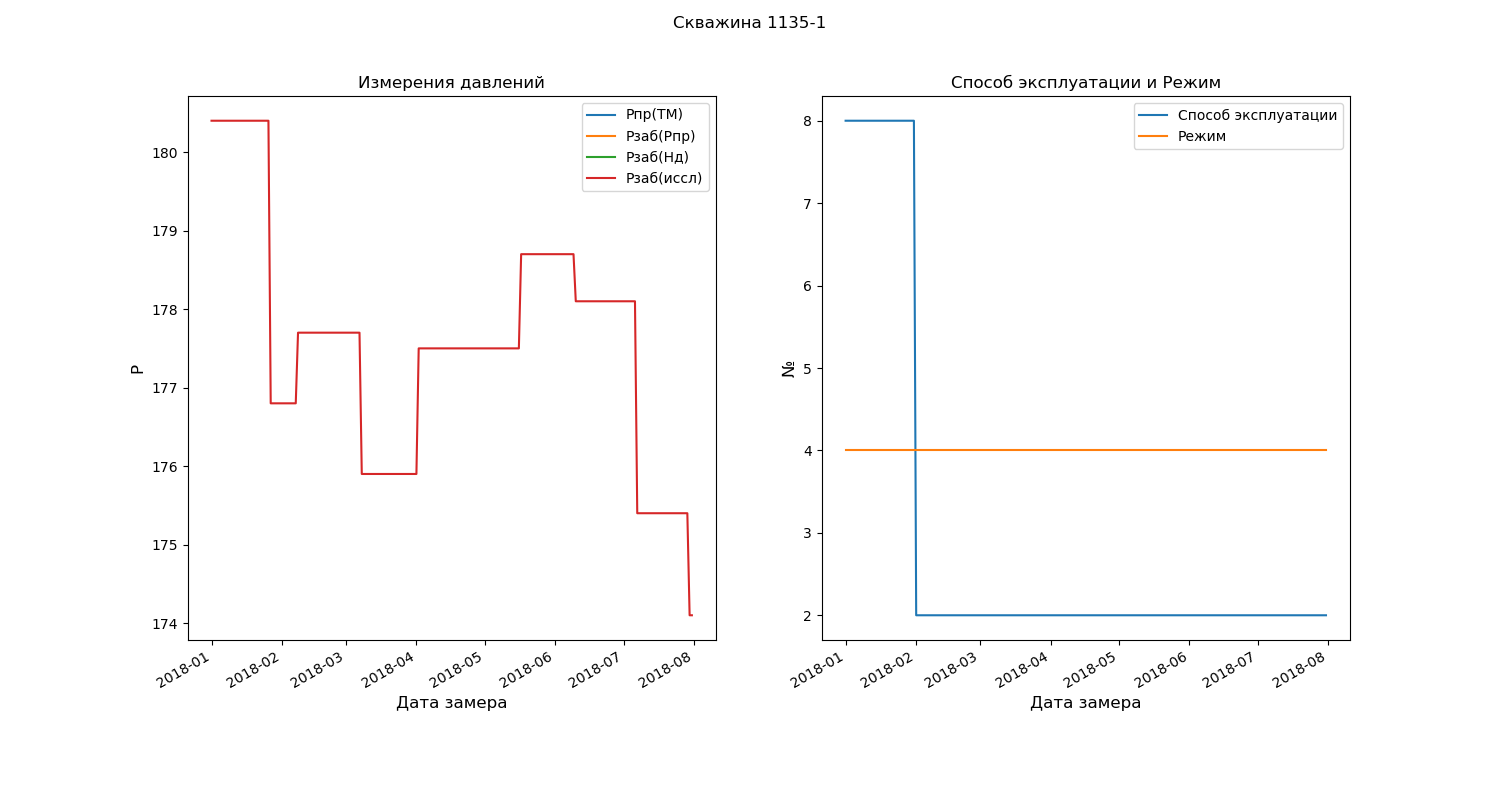 Скважина 1135-1
Измерения давлений
Рпр(ТМ)
Рзаб(Рпр)
Рзаб(Нд)
Рзаб(иссл)
180
179
178
177
176
175
174
Р
2018-01
2018-02
2018-03
2018-04
2018-05
2018-06
2018-07
2018-08
Дата замера
Способ эксплуатации и Режим
Способ эксплуатации
Режим
8
7
6
5
4
3
2
№
2018-01
2018-02
2018-03
2018-04
2018-05
2018-06
2018-07
2018-08
Дата замера